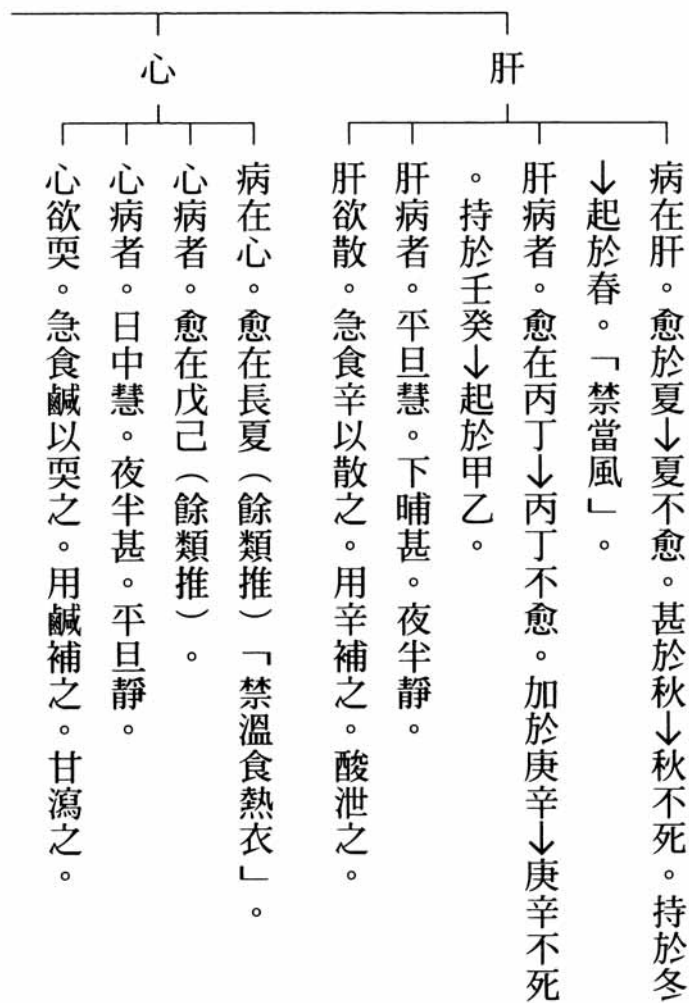 肝
病在肝。愈於夏↓夏不愈。甚於秋↓秋不死。持於冬
↓起於春。「禁當風」。
肝病者。愈在丙丁↓丙丁不愈。加於庚辛↓庚辛不死
。持於壬癸↓起於甲乙。
肝病者。平旦慧。下晡甚。夜半靜。
肝欲散。急食辛以散之。用辛補之。酸泄之。
心
病在心。愈在長夏（餘類推）「禁溫食熱衣」。
心病者。愈在戊己（餘類推）。
心病者。日中慧。夜半甚。平旦靜。
心欲耎。急食鹹以耎之。用鹹補之。甘瀉之。